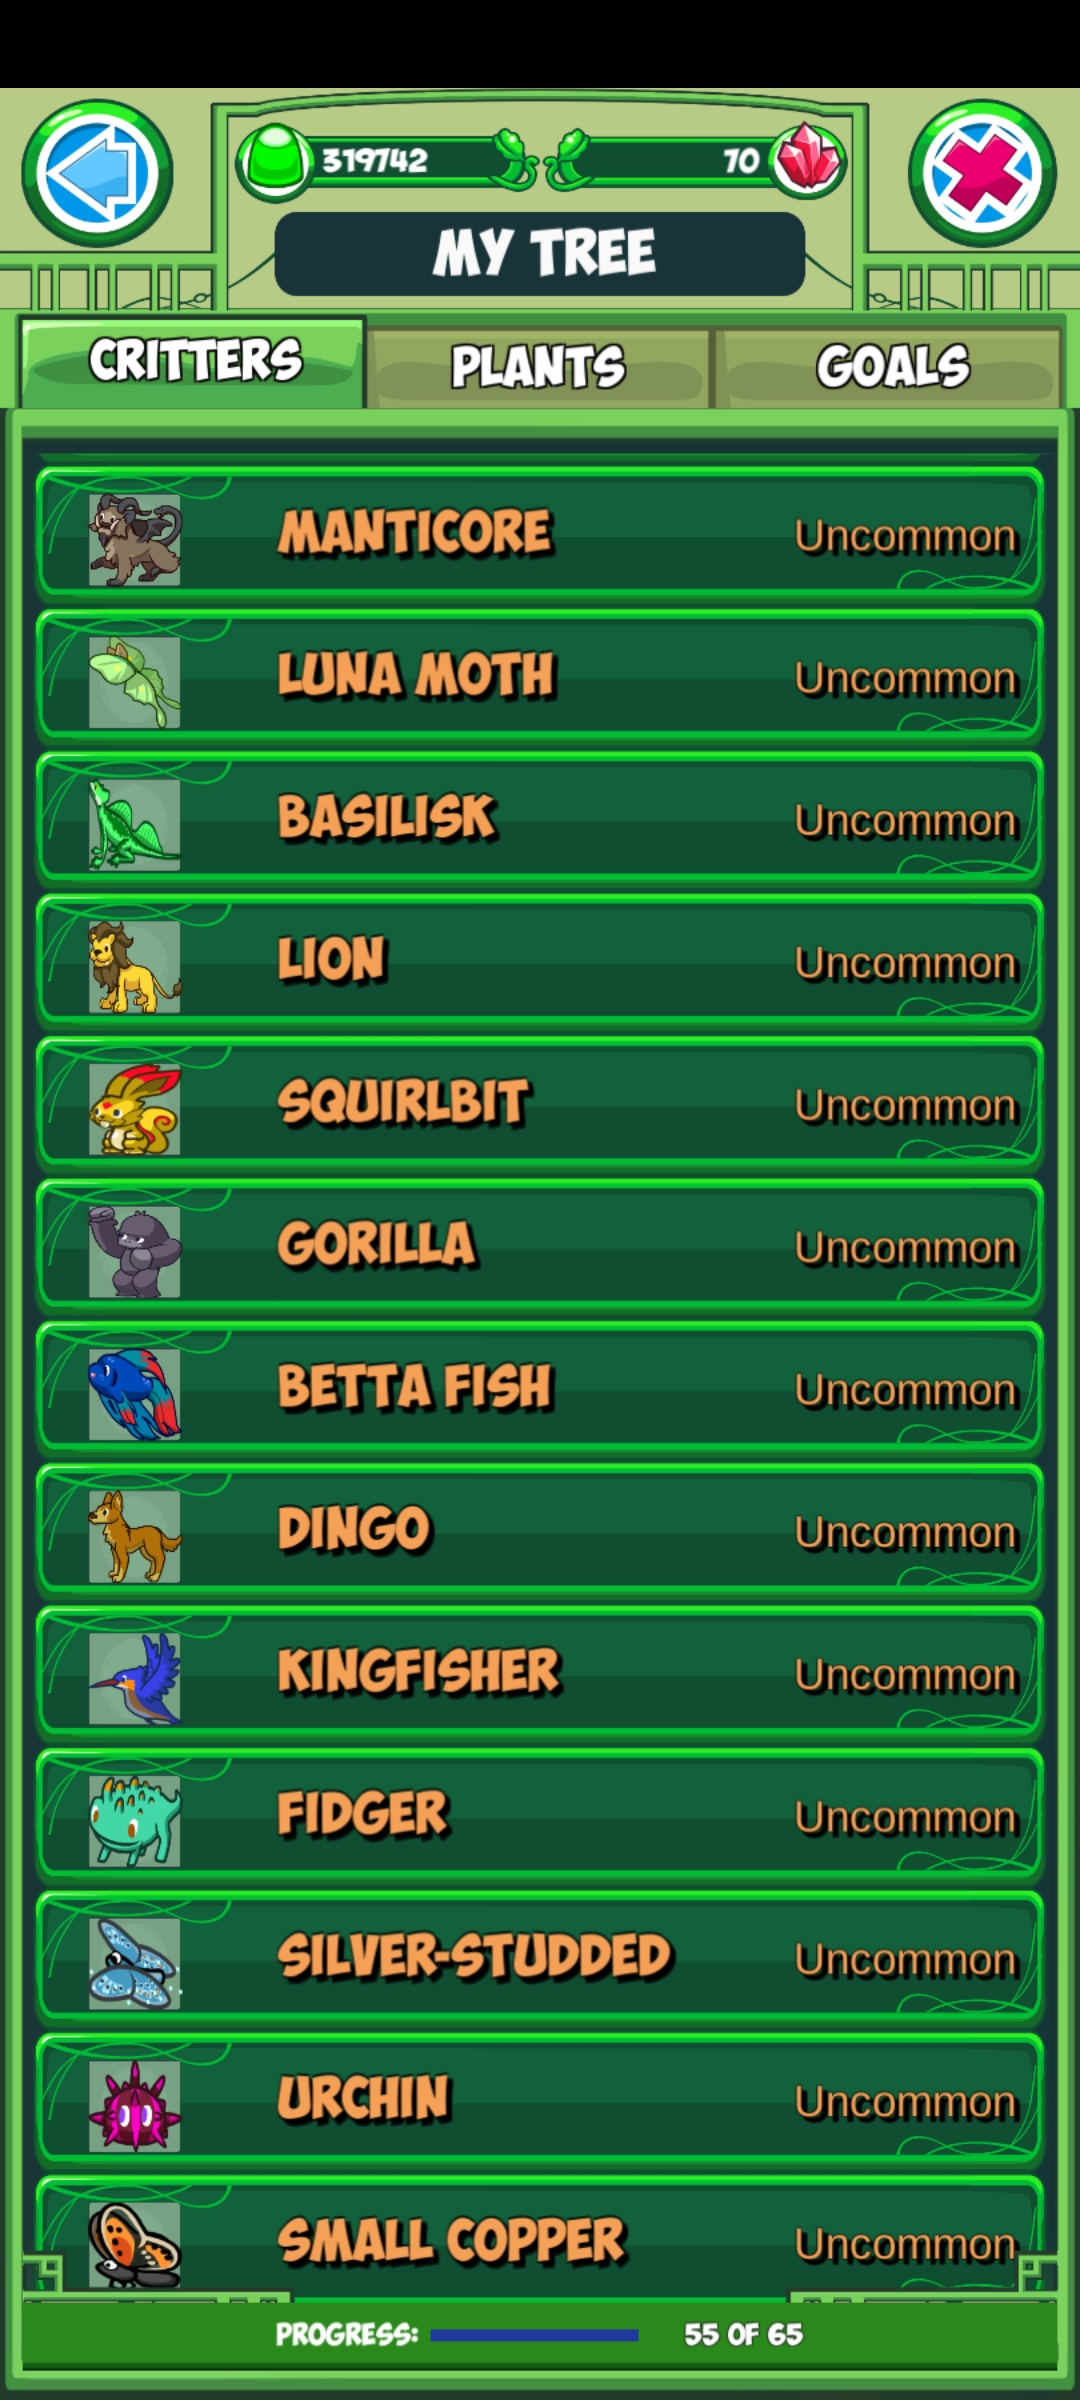 319742
70
MY TREE
CRITTERS
PLANTS
GOALS
MANTICORE
Uncommon
LUNA MOTH
Uncommon
BASILISK
Uncommon
LION
Uncommon
SQUIRLBIT
Uncommon
GORILLA
Uncommon
BETTA FISH
Uncommon
DINGO
Uncommon
KINGFISHER
Uncommon
FIDGER
Uncommon
SILVER-STUDDED
Uncommon
URCHIN
Uncommon
SMALL COPPER
Uncommon
PROGRESS:
55 OF 65